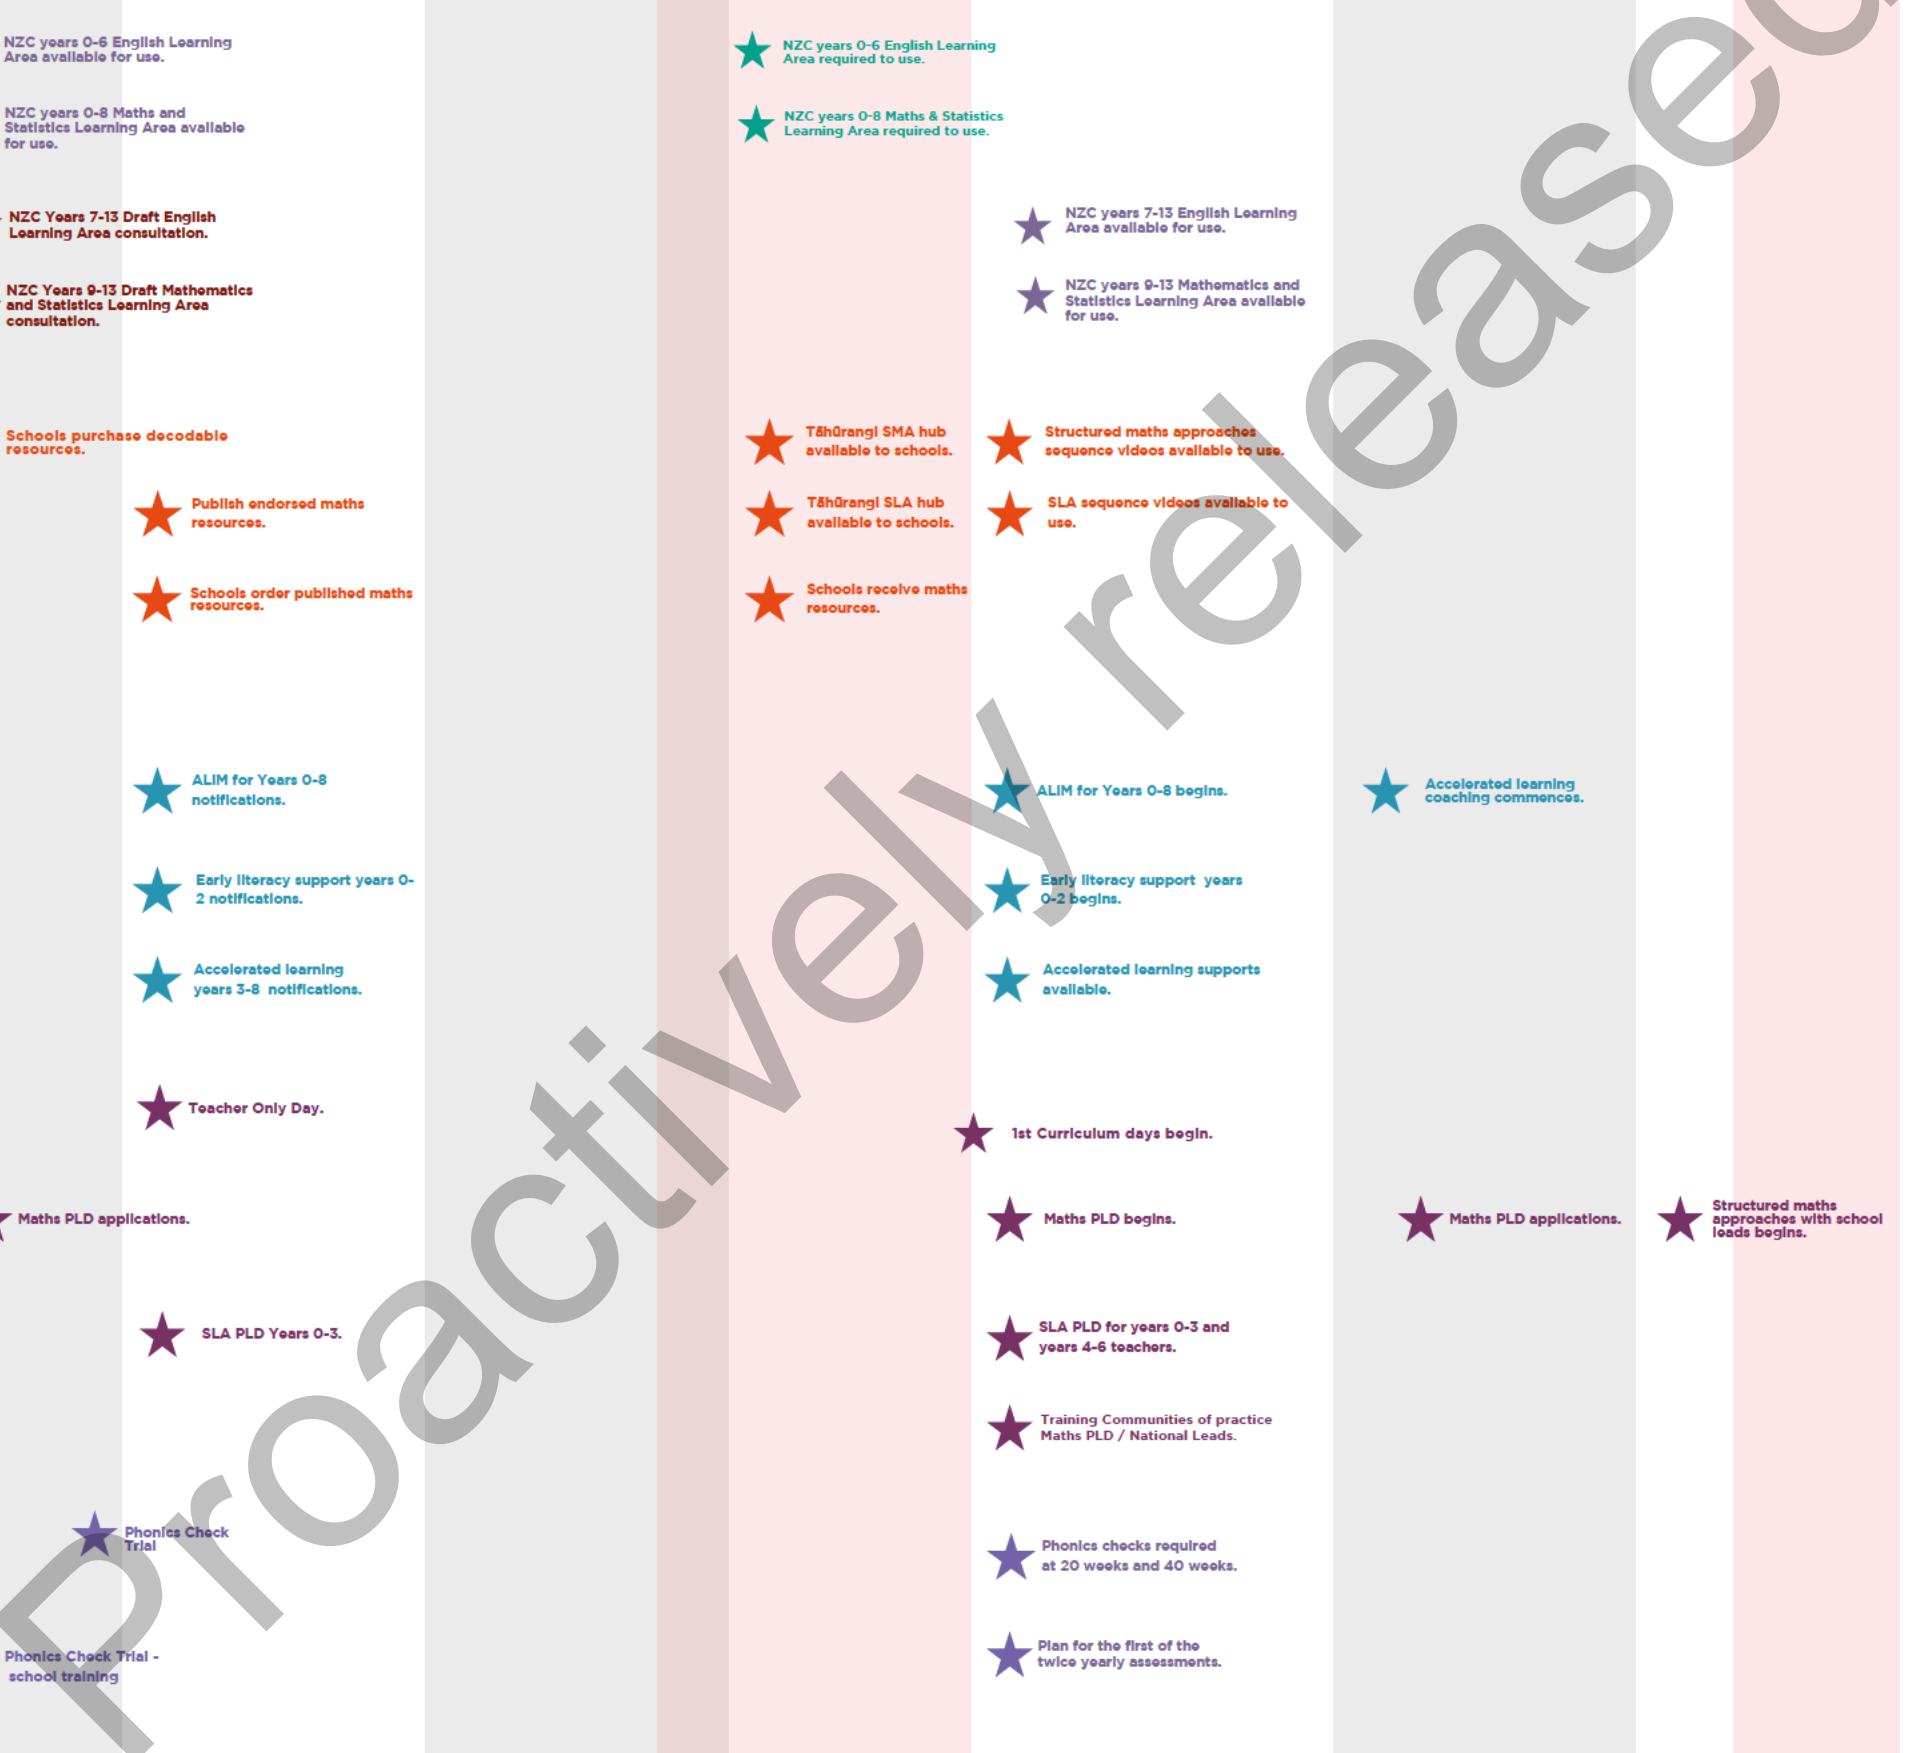 NZC years 0-6 English Learning
Area available for use.
NZC years 0-6 English Learning
Area required to use.
NZC years 0-8 Maths and
Statistics Learning Area available
for use.
NZC years 0-8 Maths & Statistics
Learning Area required to use.
NZC Years 7-13 Draft English
Learning Area consultation.
NZC years 7-13 English Learning
Area available for use.
NZC Years 9-13 Draft Mathematics
and Statistics Learning Area
consultation.
NZC years 9-13 Mathematics and
Statistics Learning Area available
for use.
Schools purchase decodable
resources.
Tāhūrangi SMA hub
available to schools.
Structured maths approaches
sequence videos available to use.
Publish endorsed maths
resources.
Tāhūrangi SLA hub
available to schools.
SLA sequence videos available to
use.
Schools order published maths
resources.
Schools receive maths
resources.
ALIM for Years 0-8
notifications.
ALIM for Years 0-8 begins.
Accelerated learning
coaching commences.
Early literacy support years 0-
2 notifications.
Early literacy support years
0-2 begins.
Accelerated learning
years 3-8 notifications.
Accelerated learning supports
available.
Teacher Only Day.
1st Curriculum days begin.
Maths PLD applications.
Maths PLD begins.
Maths PLD applications.
Structured maths
approaches with school
leads begins.
SLA PLD Years 0-3.
SLA PLD for years 0-3 and
years 4-6 teachers.
Training Communities of practice
Maths PLD / National Leads.
Phonics Check
Trial
Phonics checks required
at 20 weeks and 40 weeks.
Phonics Check Trial -
school training
Plan for the first of the
twice yearly assessments.
Proactively released